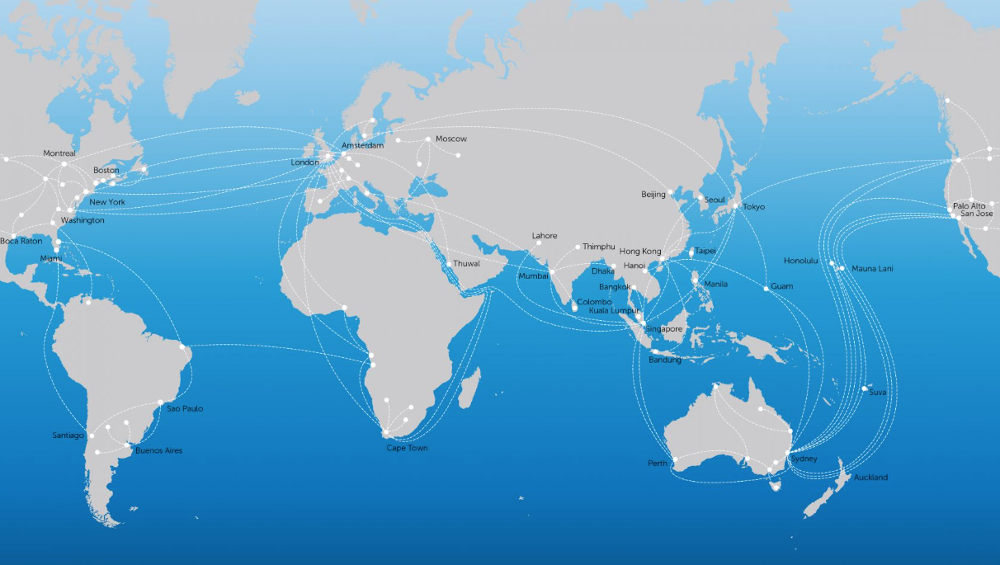 Montreal
Boston
New York
Washington
Boca Raton
Miami
Sao Paulo
Santiago
Buenos Aires
London
Amsterdam
Moscow
Thuwal
Cape Town
Lahore
Thimphu
Mumbai
Dhaka
Hong Kong
Hanoi
Bangkok
Colombo
Kuala Lumpur
Singapore
Bandung
Beijing
Seoul
Tokyo
Taipei
Manila
Guam
Perth
Sydney
Auckland
Suva
Honolulu
Mauna Lani
Palo Alto
San Jose